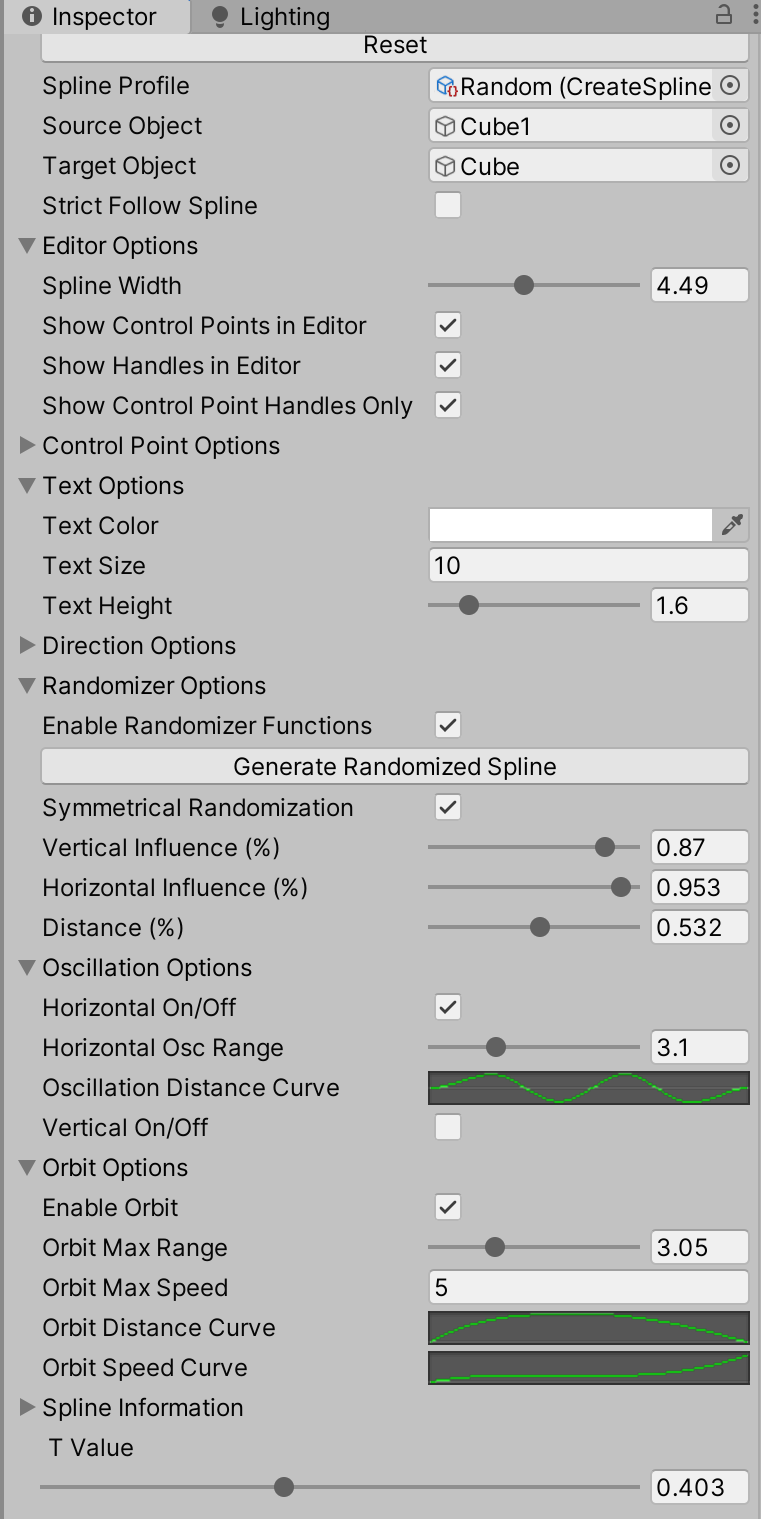 Inspector Lighting
Reset
Spline Profile Random (CreateSpline
Source Object Cube1
Target Object Cube
Strict Follow Spline
Editor Options
Spline Width 4.49
Show Control Points in Editor
Show Handles in Editor
Show Control Point Handles Only
Control Point Options
Text Options
Text Color
Text Size 10
Text Height 1.6
Direction Options
Randomizer Options
Enable Randomizer Functions
Generate Randomized Spline
Symmetrical Randomization
Vertical Influence (%) 0.87
Horizontal Influence (%) 0.953
Distance (%) 0.532
Oscillation Options
Horizontal On/Off
Horizontal Osc Range 3.1
Oscillation Distance Curve
Vertical On/Off
Orbit Options
Enable Orbit
Orbit Max Range 3.05
Orbit Max Speed 5
Orbit Distance Curve
Orbit Speed Curve
Spline Information
T Value
0.403